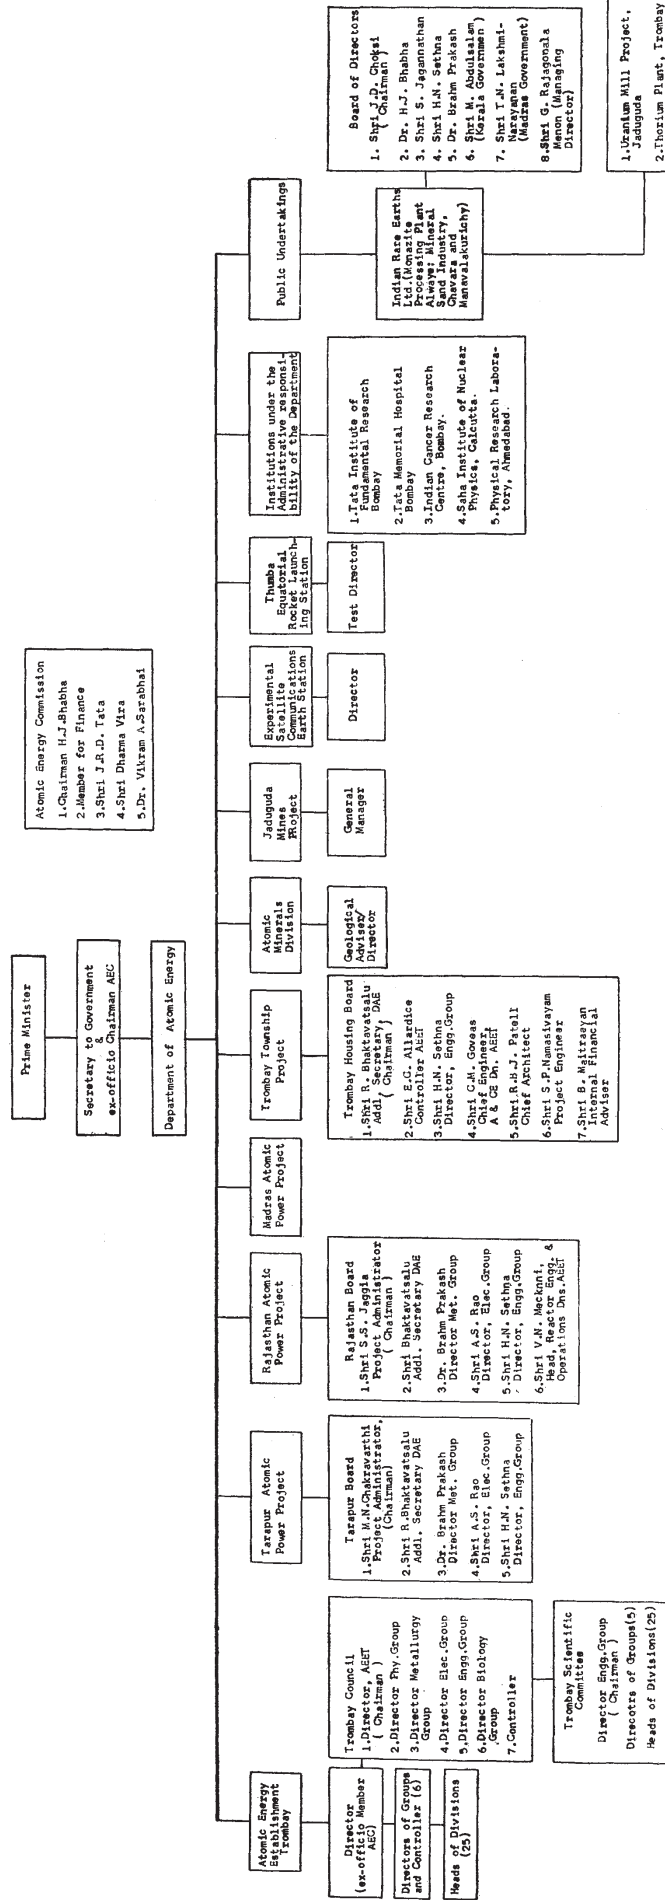 Prime Minister
Secretary to Government
&
ex-officio Chairman AEC
Department of Atomic Energy
Atomic Energy Commission
1.Chairman H.J.Bhabha
2.Member for Finance
3.Shri J.R.D. Tata
4.Shri Dharma Vira
5.Dr. Vikram A.Sarabhai
Atomic Energy
Establishment
Trombay
Director
(ex-officio Member
AEC)
Directors of Groups
and Controller (6)
Heads of Divisions
(25)
Trombay Council
1.Director, AEET
( Chairman )
2.Director Phy.Group
3.Director Metallurgy
Group
4.Director Elec.Group
5.Director Engg.Group
6.Director Biology
Group
7.Controller
Trombay Scientific
Committee
Director Engg.Group
( Chairman )
Direcotrs of Groups(5)
Heads of Divisions(25)
Tarapur Atomic
Power Project
Tarapur Board
1.Shri M.N.Chakravarthi
Project Administrator,
(Chairman)
2.Shri R.Bhaktavatsalu
Addl. Secretary DAE
3.Dr. Brahm Prakash
Director Met. Group
4.Shri A.S. Rao
Director, Elec.Group
5.Shri H.N. Sethna
Director, Engg.Group
Rajasthan Atomic
Power Project
Rajasthan Board
1.Shri S.S. Jaggia
Project Administrator
( Chairman )
2.Shri Bhaktavatsalu
Addl. Secretary DAE
3.Dr. Brahm Prakash
Director Met. Group
4.Shri A.S. Rao
Director, Elec.Group
5.Shri H.N. Sethna
Director, Engg.Group
6.Shri V.N. Meckoni,
Head, Reactor Engg. &
Operations Dns.AEET
Madras Atomic
Power Project
Trombay Township
Project
Trombay Housing Board
1.Shri R. Bhaktavatsalu
Addl. Secretary, DAE
( Chairman )
2.Shri E.C. Allardice
Controller AEET
3.Shri H.N. Sethna
Director, Engg.Group
4.Shri C.M. Goveas
Chief Engineer,
A & CE Dn. AEET
5.Shri.R.B.J. Patell
Chief Architect
6.Shri S.P.Namasivayam
Project Engineer
7.Shri B. Maitraeyan
Internal Financial
Adviser
Atomic
Minerals
Division
Geological
Adviser/
Director
Jaduguda
Mines
PRoject
General
Manager
Experimental
Satellite
Communications
Earth Station
Director
Thumba
Equatorial
Rocket Launch-
ing Station
Test Director
Institutions under the
Administrative responsi-
bility of the Department
1.Tata Institute of
Fundamental Research
Bombay
2.Tata Memorial Hospital
Bombay
3.Indian Cancer Research
Centre, Bombay.
4.Saha Institute of Nuclear
Physics, Calcutta.
5.Physical Research Labora-
tory, Ahmedabad.
Public Undertakings
Indian Rare Earths
Ltd.(Monazite
Processing Plant
Alwaye; Mineral
Sand Industry,
Chavara and
Manavalakurichy)
Board of Directors
1. Shri J.D. Choksi
( Chairman )
2. Dr. H.J. Bhabha
3. Shri S. Jagannathan
4. Shri H.N. Sethna
5. Dr. Brahm Prakash
6. Shri M. Abdulsalam
(Kerala Governmen )
7. Shri T.N. Lakshmi-
Narayanan
(Madras Government)
8.Shri G. Rajagopala
Menon (Managing
Director)
1.Uranium Mill Project,
Jaduguda
2.Thorium Plant, Trombay